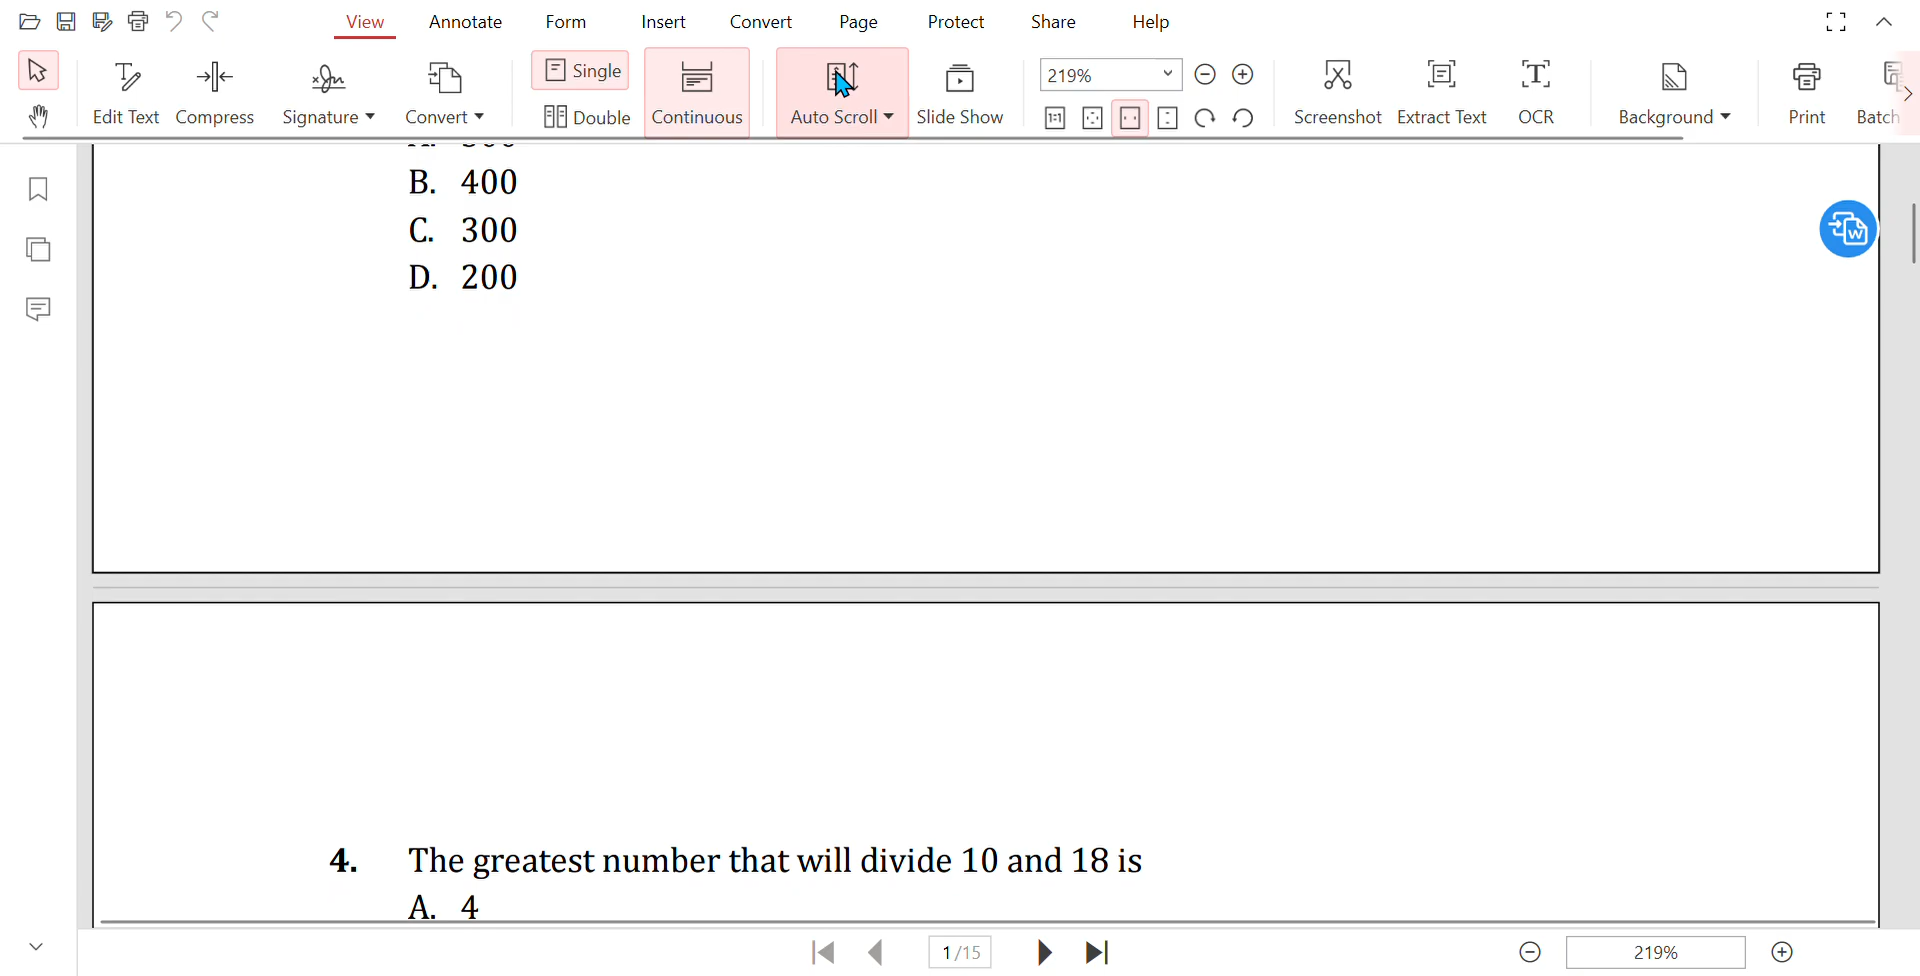 View Annotate Form Insert Convert Page Protect Share Help
Single
219%
Edit Text Compress Signature Convert Double Continuous Auto Scroll Slide Show 1:1 Screenshot Extract Text OCR Background Print Batch
B. 400
C. 300
D. 200
W
4. The greatest number that will divide 10 and 18 is
A. 4
1 /15
219%